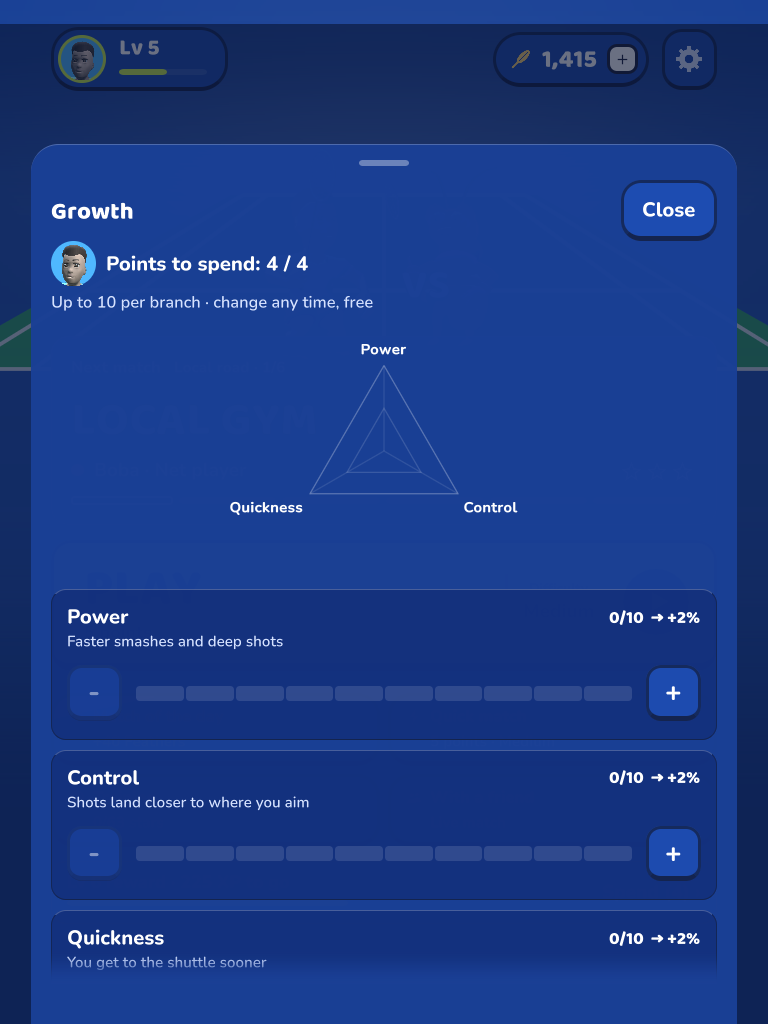 Lv 5
1,415
+
Growth
Close
Points to spend: 4 / 4
Up to 10 per branch · change any time, free
Power
LOCAL GYM
Quickness
Control
Power
0/10 → +2%
Faster smashes and deep shots
-
+
Control
0/10 → +2%
Shots land closer to where you aim
-
+
Quickness
0/10 → +2%
You get to the shuttle sooner